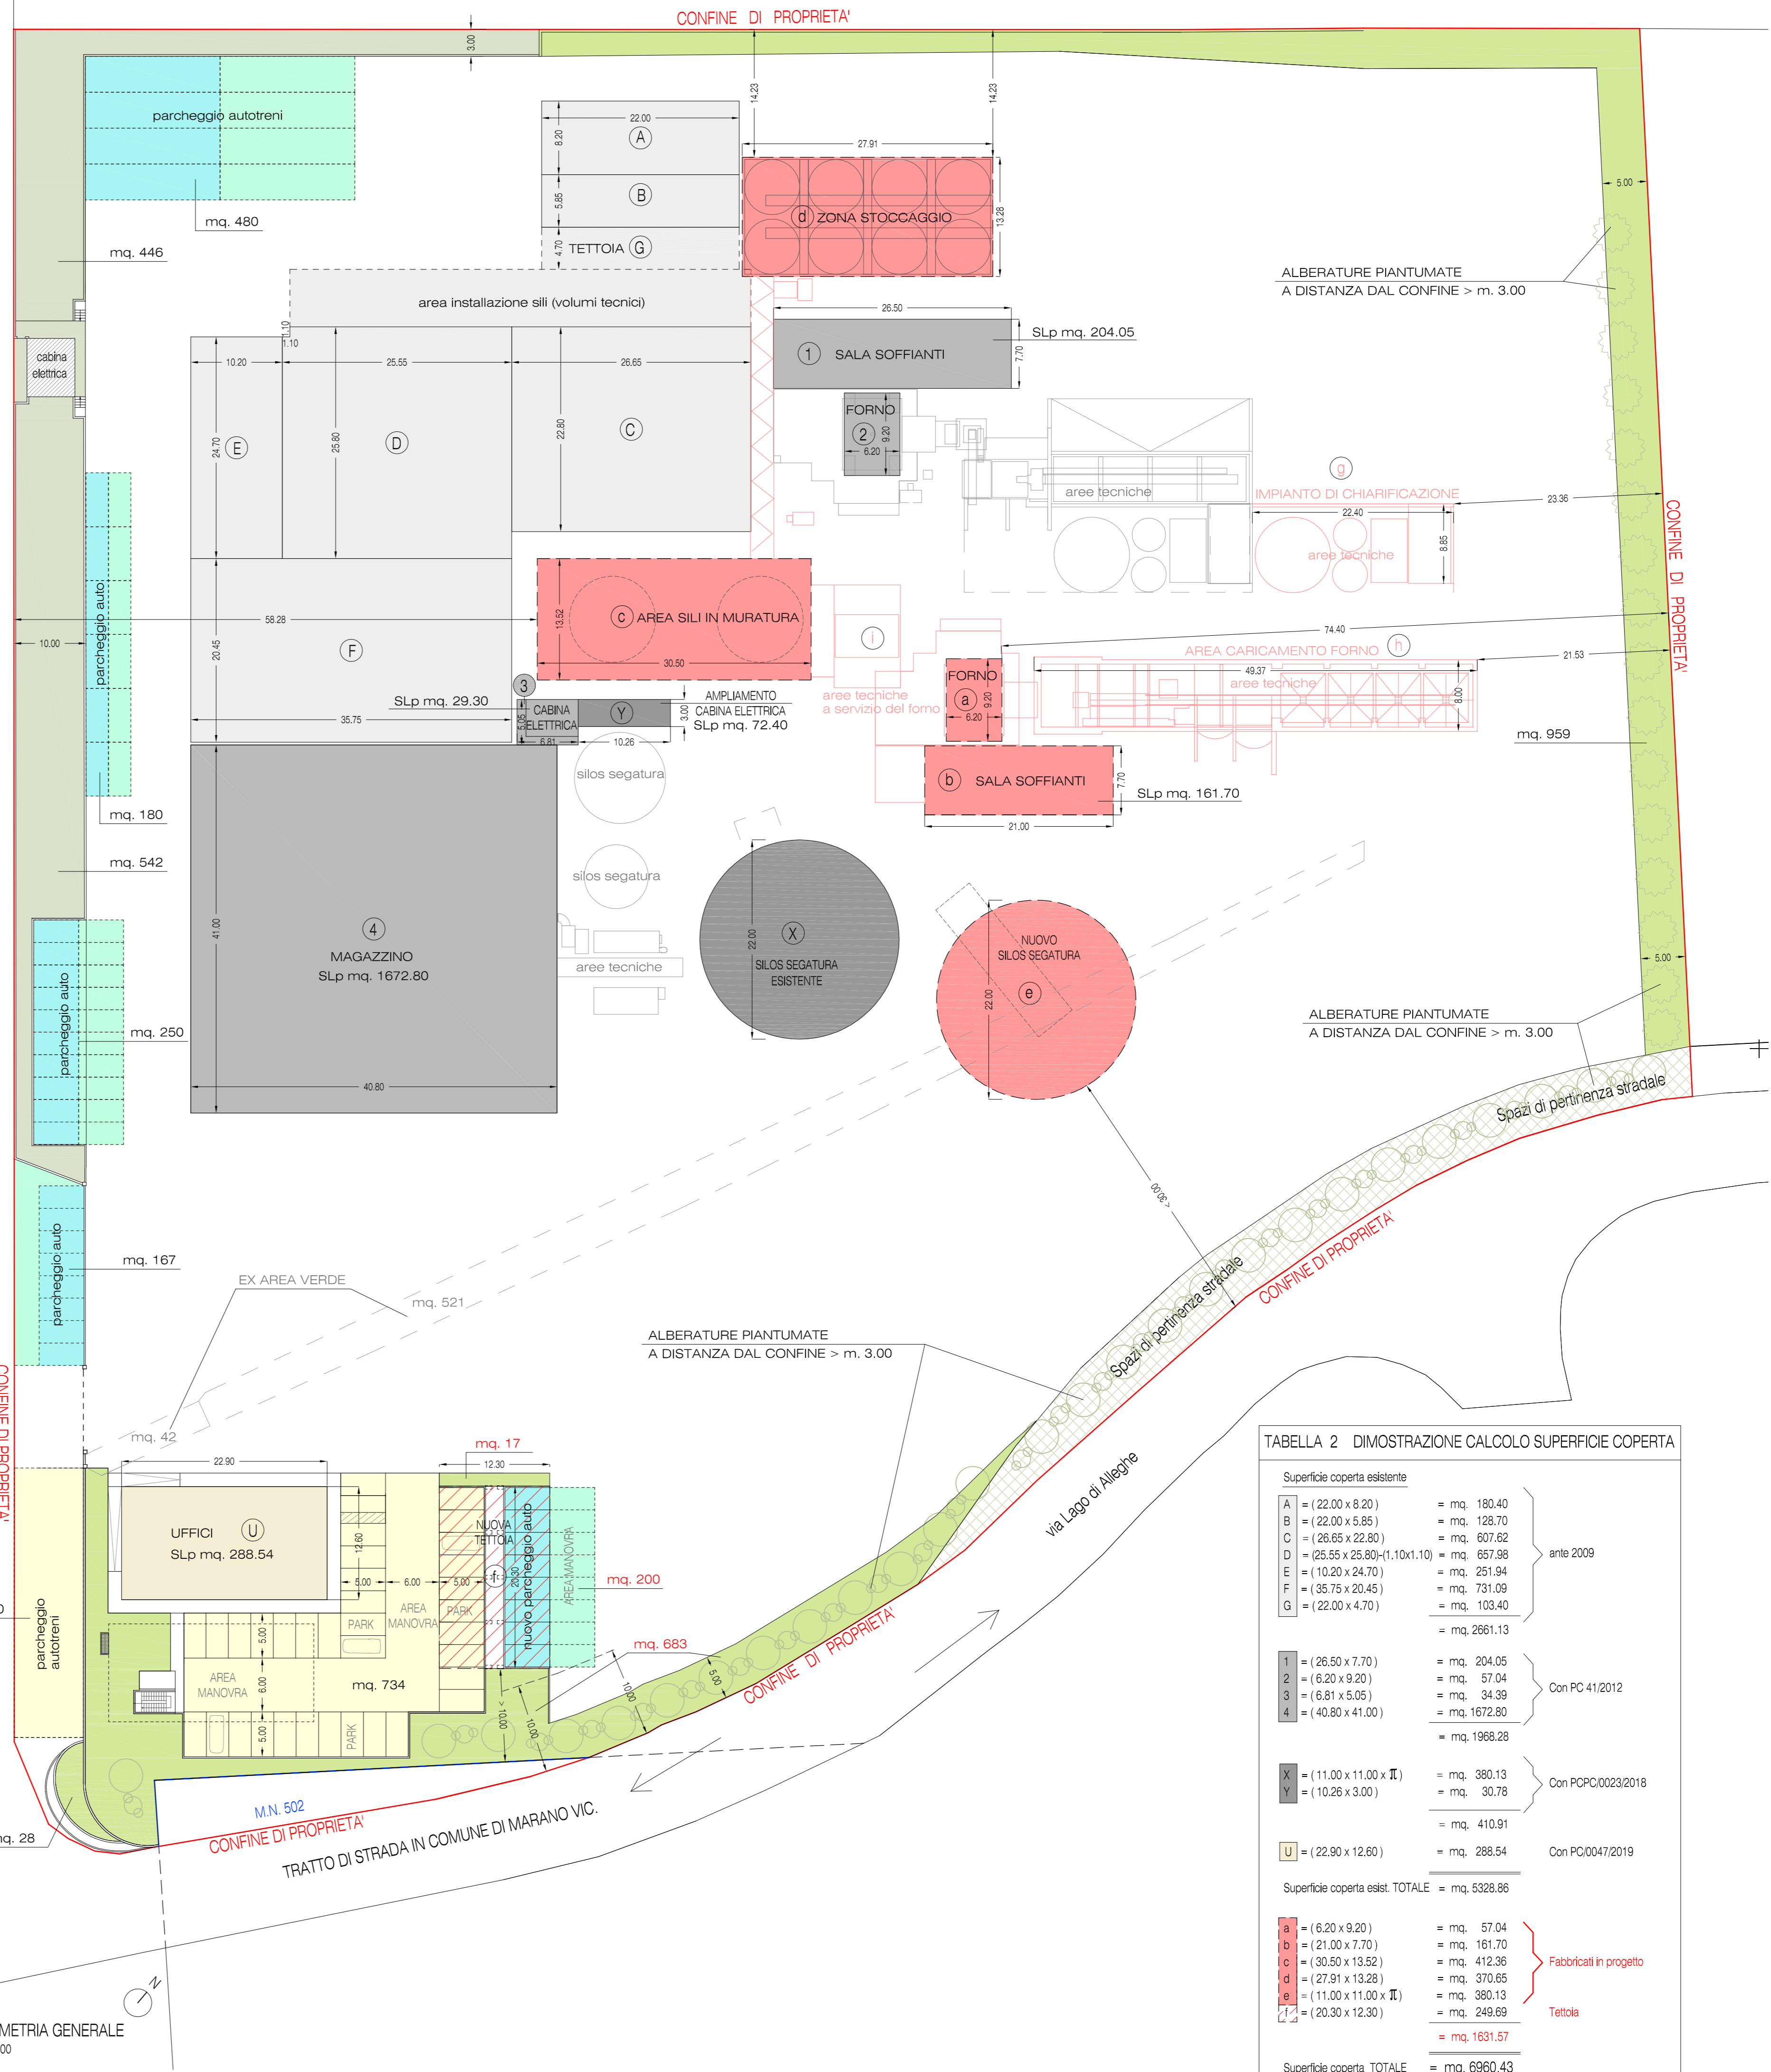 CONFINE DI PROPRIETA'
3.00
14.23
14.23
parcheggio autotreni
mq. 480
mq. 446
22.00
8.20
A
5.85
B
4.70
TETTOIA G
27.91
13.28
d ZONA STOCCAGGIO
5.00
ALBERATURE PIANTUMATE
A DISTANZA DAL CONFINE > m. 3.00
area installazione sili (volumi tecnici)
1.10
1.10
cabina
elettrica
10.20
25.55
26.65
24.70
E
25.80
D
22.80
C
26.50
7.70
1 SALA SOFFIANTI
SLp mq. 204.05
FORNO
2
9.20
6.20
aree tecniche
g
IMPIANTO DI CHIARIFICAZIONE
22.40
8.85
aree tecniche
23.36
CONFINE DI PROPRIETA'
parcheggio auto
mq. 180
mq. 542
10.00
58.28
20.45
F
35.75
13.52
c AREA SILI IN MURATURA
30.50
i
aree tecniche
a servizio del forno
74.40
AREA CARICAMENTO FORNO h
21.53
49.37
aree tecniche
8.00
FORNO
a
9.20
6.20
3
SLp mq. 29.30
CABINA
ELETTRICA
5.05
6.81
Y
10.26
3.00
AMPLIAMENTO
CABINA ELETTRICA
SLp mq. 72.40
mq. 959
b SALA SOFFIANTI
7.70
SLp mq. 161.70
21.00
silos segatura
silos segatura
aree tecniche
41.00
4
MAGAZZINO
SLp mq. 1672.80
40.80
22.00
X
SILOS SEGATURA
ESISTENTE
NUOVO
SILOS SEGATURA
22.00
e
5.00
ALBERATURE PIANTUMATE
A DISTANZA DAL CONFINE > m. 3.00
parcheggio auto
mq. 250
Spazi di pertinenza stradale
< 30.00
parcheggio auto
mq. 167
EX AREA VERDE
mq. 521
mq. 42
Spazi di pertinenza stradale
CONFINE DI PROPRIETA'
ALBERATURE PIANTUMATE
A DISTANZA DAL CONFINE > m. 3.00
via Lago di Alleghe
CONFINE DI PROPRIETA'
mq. 17
22.90
12.30
UFFICI U
SLp mq. 288.54
12.60
5.00
6.00
5.00
NUOVA
TETTOIA
f
20.30
nuovo parcheggio auto
AREA MANOVRA
mq. 200
PARK
AREA
MANOVRA
PARK
parcheggio
autotreni
5.00
6.00
5.00
AREA
MANOVRA
mq. 734
PARK
mq. 683
5.00
10.00
> 10.00
10.00
CONFINE DI PROPRIETA'
mq. 28
M.N. 502
CONFINE DI PROPRIETA'
TRATTO DI STRADA IN COMUNE DI MARANO VIC.
N
METRIA GENERALE
00
TABELLA 2 DIMOSTRAZIONE CALCOLO SUPERFICIE COPERTA
Superficie coperta esistente
A = ( 22.00 x 8.20 ) = mq. 180.40
B = ( 22.00 x 5.85 ) = mq. 128.70
C = ( 26.65 x 22.80 ) = mq. 607.62
D = (25.55 x 25.80)-(1.10x1.10) = mq. 657.98
E = ( 10.20 x 24.70 ) = mq. 251.94
F = ( 35.75 x 20.45 ) = mq. 731.09
G = ( 22.00 x 4.70 ) = mq. 103.40
ante 2009
= mq. 2661.13
1 = ( 26.50 x 7.70 ) = mq. 204.05
2 = ( 6.20 x 9.20 ) = mq. 57.04
3 = ( 6.81 x 5.05 ) = mq. 34.39
4 = ( 40.80 x 41.00 ) = mq. 1672.80
Con PC 41/2012
= mq. 1968.28
X = ( 11.00 x 11.00 x π ) = mq. 380.13
Y = ( 10.26 x 3.00 ) = mq. 30.78
Con PCPC/0023/2018
= mq. 410.91
U = ( 22.90 x 12.60 ) = mq. 288.54 Con PC/0047/2019
Superficie coperta esist. TOTALE = mq. 5328.86
a = ( 6.20 x 9.20 ) = mq. 57.04
b = ( 21.00 x 7.70 ) = mq. 161.70
c = ( 30.50 x 13.52 ) = mq. 412.36
d = ( 27.91 x 13.28 ) = mq. 370.65
e = ( 11.00 x 11.00 x π ) = mq. 380.13
Fabbricati in progetto
f = ( 20.30 x 12.30 ) = mq. 249.69 Tettoia
= mq. 1631.57
Superficie coperta TOTALE = mq. 6960.43